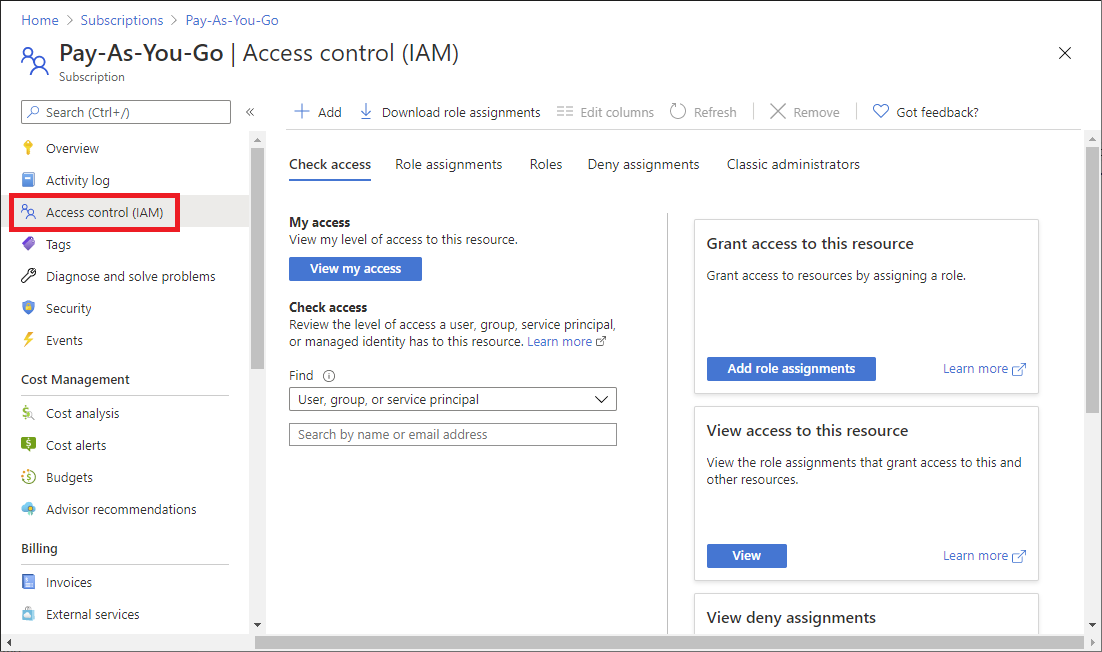 Home > Subscriptions > Pay-As-You-Go
Pay-As-You-Go | Access control (IAM)
Subscription
Search (Ctrl+/)
«
Overview
Activity log
Access control (IAM)
Tags
Diagnose and solve problems
Security
Events
Cost Management
Cost analysis
Cost alerts
Budgets
Advisor recommendations
Billing
Invoices
External services
Add Download role assignments Edit columns Refresh Remove Got feedback?
Check access Role assignments Roles Deny assignments Classic administrators
My access
View my level of access to this resource.
View my access
Check access
Review the level of access a user, group, service principal,
or managed identity has to this resource. Learn more
Find
User, group, or service principal
Search by name or email address
Grant access to this resource
Grant access to resources by assigning a role.
Add role assignments Learn more
View access to this resource
View the role assignments that grant access to this and
other resources.
View Learn more
View deny assignments